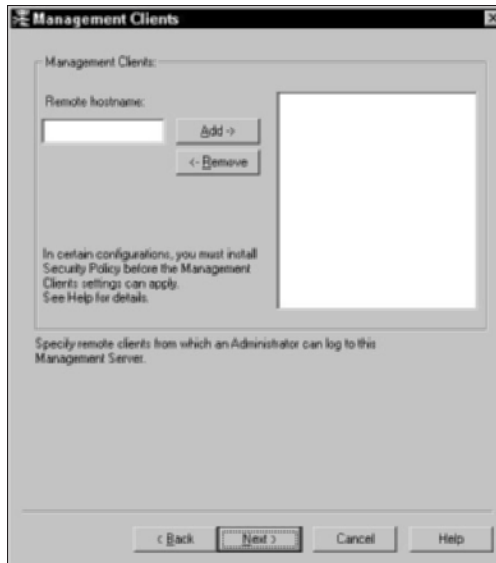 Management Clients
Management Clients:
Remote hostname:
Add ->
<- Remove
In certain configurations, you must install
Security Policy before the Management
Clients settings can apply.
See Help for details.
Specify remote clients from which an Administrator can log to this
Management Server.
< Back
Next >
Cancel
Help